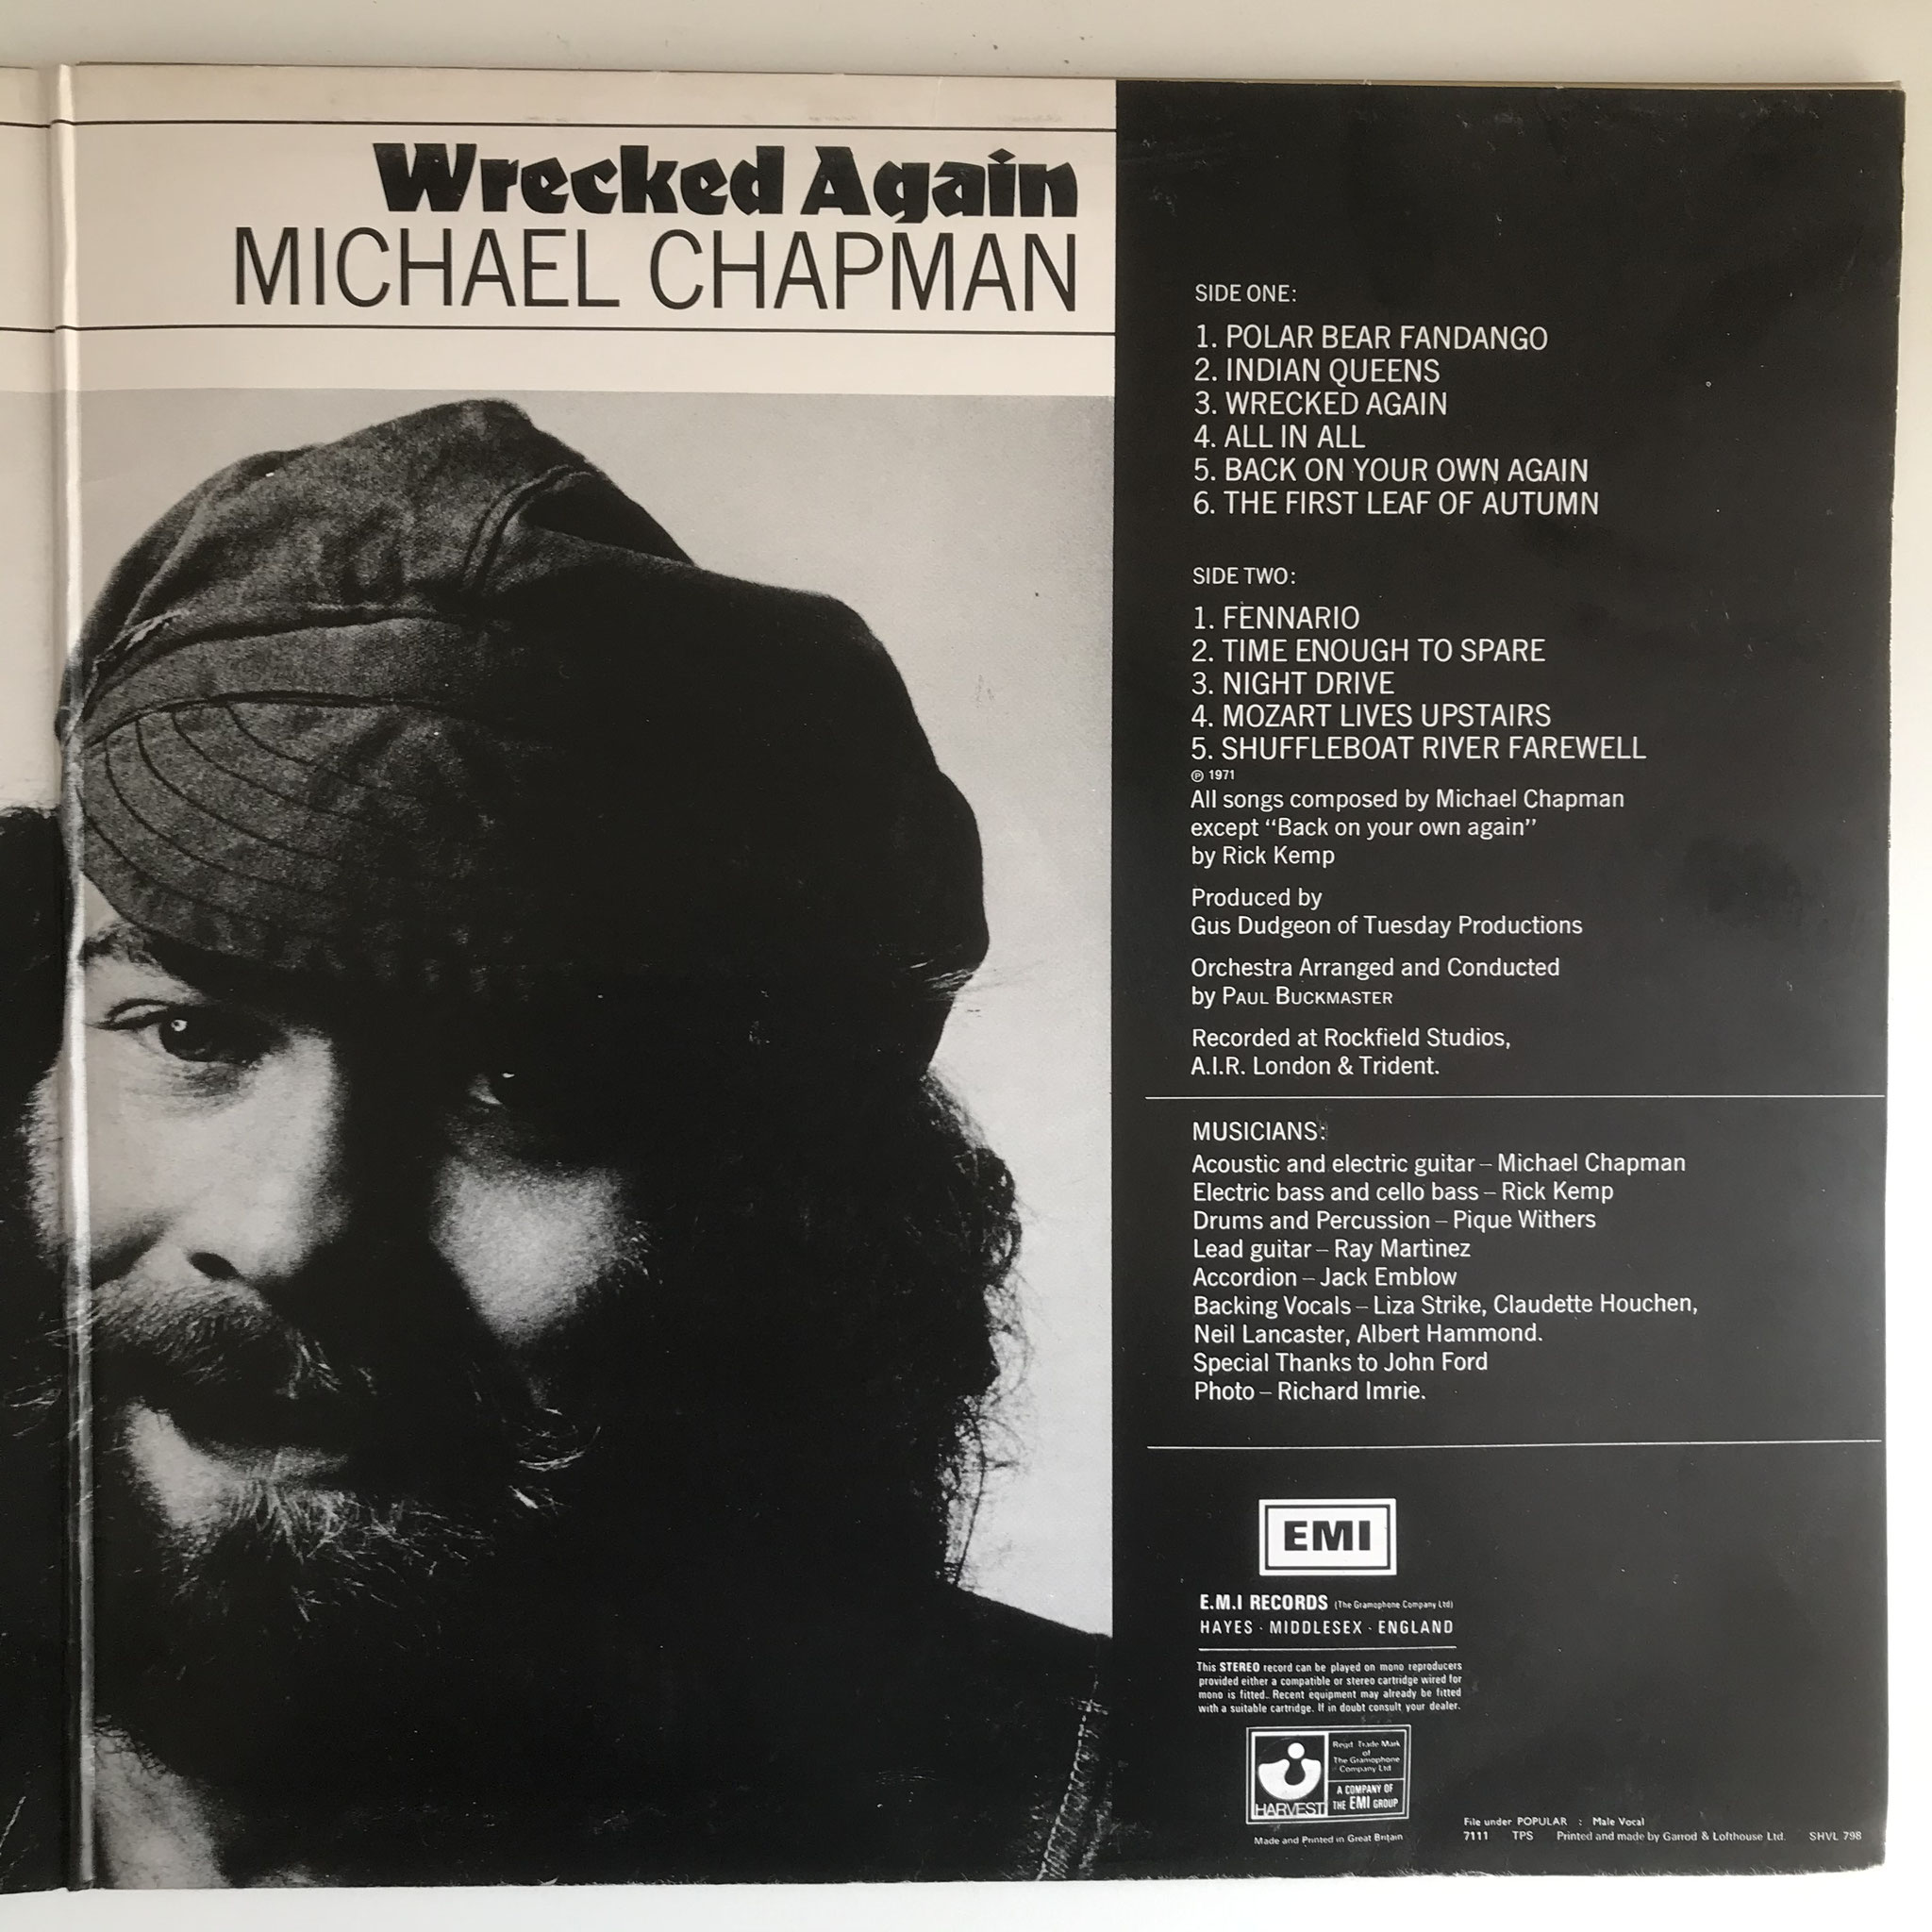 Wrecked Again
MICHAEL CHAPMAN
SIDE ONE:
1. POLAR BEAR FANDANGO
2. INDIAN QUEENS
3. WRECKED AGAIN
4. ALL IN ALL
5. BACK ON YOUR OWN AGAIN
6. THE FIRST LEAF OF AUTUMN
SIDE TWO:
1. FENNARIO
2. TIME ENOUGH TO SPARE
3. NIGHT DRIVE
4. MOZART LIVES UPSTAIRS
5. SHUFFLEBOAT RIVER FAREWELL
℗ 1971
All songs composed by Michael Chapman
except “Back on your own again”
by Rick Kemp
Produced by
Gus Dudgeon of Tuesday Productions
Orchestra Arranged and Conducted
by PAUL BUCKMASTER
Recorded at Rockfield Studios,
A.I.R. London & Trident.
MUSICIANS:
Acoustic and electric guitar – Michael Chapman
Electric bass and cello bass – Rick Kemp
Drums and Percussion – Pique Withers
Lead guitar – Ray Martinez
Accordion – Jack Emblow
Backing Vocals – Liza Strike, Claudette Houchen,
Neil Lancaster, Albert Hammond.
Special Thanks to John Ford
Photo – Richard Imrie.
EMI
E.M.I RECORDS (The Gramophone Company Ltd)
HAYES · MIDDLESEX · ENGLAND
This STEREO record can be played on mono reproducers
provided either a compatible or stereo cartridge wired for
mono is fitted. Recent equipment may already be fitted
with a suitable cartridge. If in doubt consult your dealer.
HARVEST
Regd Trade Mark
of
The Gramophone
Company Ltd
A COMPANY OF
THE EMI GROUP
Made and Printed in Great Britain
File under POPULAR : Male Vocal
7111 TPS Printed and made by Garrod & Lofthouse Ltd. SHVL 798